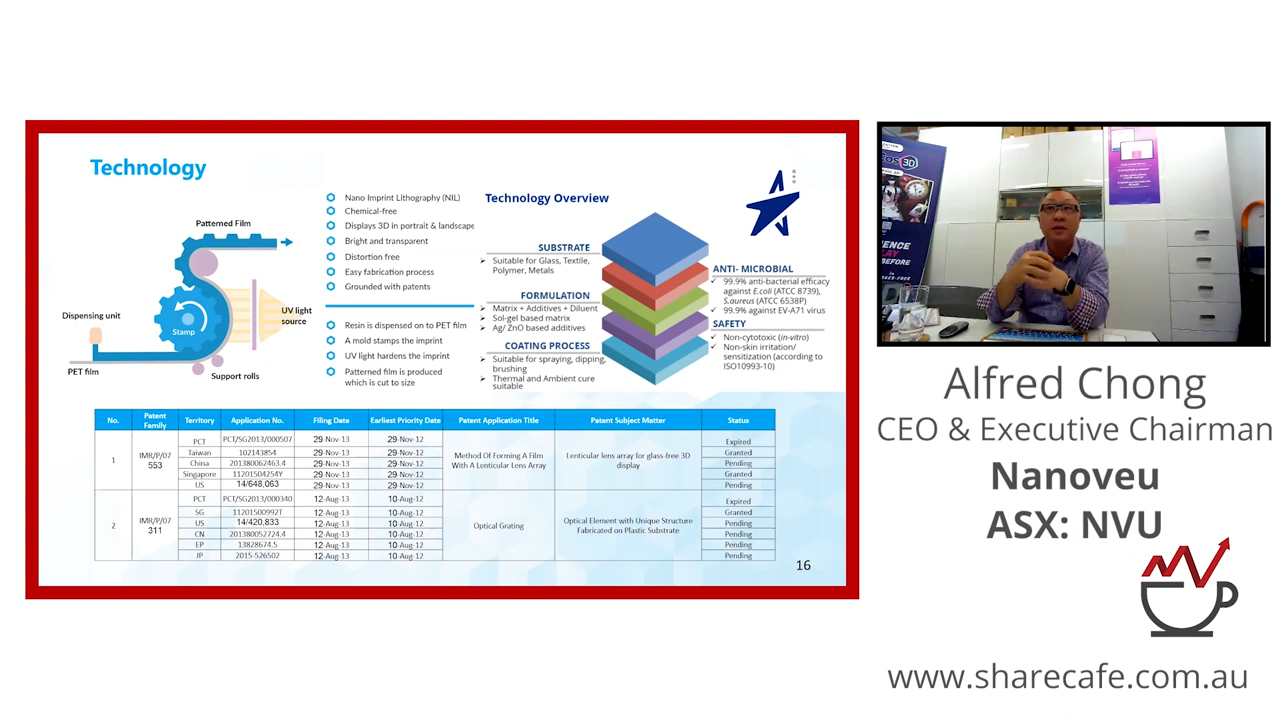 Technology
Patterned Film
Dispensing unit
Stamp
UV light
source
PET film
Support rolls
Nano Imprint Lithography (NIL)
Chemical-free
Displays 3D in portrait & landscape
Bright and transparent
Distortion free
Easy fabrication process
Grounded with patents
Resin is dispensed on to PET film
A mold stamps the imprint
UV light hardens the imprint
Patterned film is produced
which is cut to size
Technology Overview
SUBSTRATE
Suitable for Glass, Textile,
Polymer, Metals
FORMULATION
Matrix + Additives + Diluent
Sol-gel based matrix
Ag/ ZnO based additives
COATING PROCESS
Suitable for spraying, dipping,
brushing
Thermal and Ambient cure
suitable
ANTI- MICROBIAL
99.9% anti-bacterial efficacy
against E.coli (ATCC 8739),
S.aureus (ATCC 6538P)
99.9% against EV-A71 virus
SAFETY
Non-cytotoxic (in-vitro)
Non-skin irritation/
sensitization (according to
ISO10993-10)
No. Patent Family Territory Application No. Filing Date Earliest Priority Date Patent Application Title Patent Subject Matter Status
1 IMR/P/07 553 Method Of Forming A Film With A Lenticular Lens Array Lenticular lens array for glass-free 3D display
PCT PCT/SG2013/000507 29-Nov-13 29-Nov-12 Expired
Taiwan 102143854 29-Nov-13 29-Nov-12 Granted
China 201380062463.4 29-Nov-13 29-Nov-12 Pending
Singapore 11201504254Y 29-Nov-13 29-Nov-12 Granted
US 14/648,063 29-Nov-13 29-Nov-12 Pending
2 IMR/P/07 311 Optical Grating Optical Element with Unique Structure Fabricated on Plastic Substrate
PCT PCT/SG2013/000340 12-Aug-13 10-Aug-12 Expired
SG 11201500992T 12-Aug-13 10-Aug-12 Granted
US 14/420,833 12-Aug-13 10-Aug-12 Pending
CN 201380052724.4 12-Aug-13 10-Aug-12 Pending
EP 13828674.5 12-Aug-13 10-Aug-12 Pending
JP 2015-526502 12-Aug-13 10-Aug-12 Pending
16
3D
BEFORE
Alfred Chong
CEO & Executive Chairman
Nanoveu
ASX: NVU
www.sharecafe.com.au